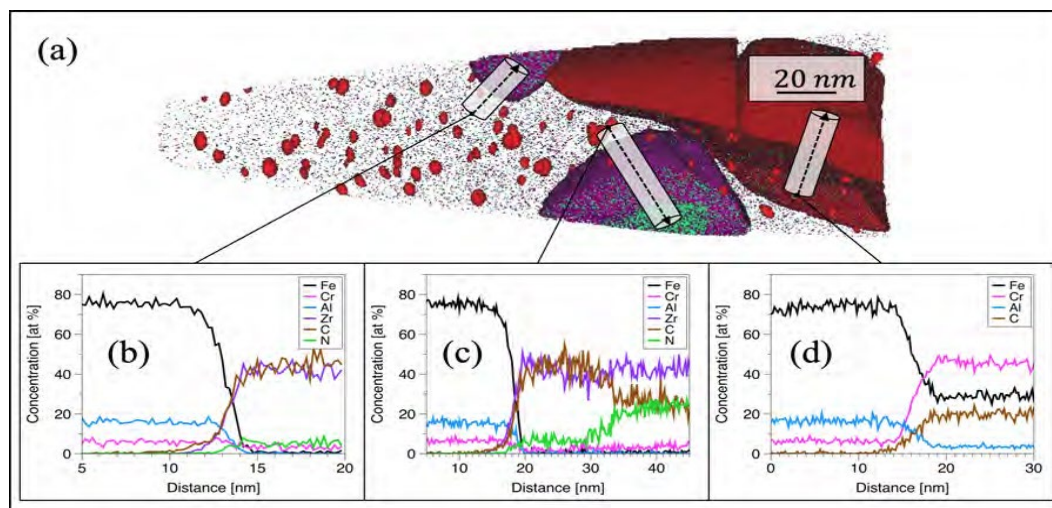 (a)
20 nm
80
60
40
20
0
Concentration [at %]
(b)
Fe
Cr
Al
Zr
C
N
5
10
15
20
Distance [nm]
80
60
40
20
0
Concentration [at %]
(c)
Fe
Cr
Al
Zr
C
N
10
20
30
40
Distance [nm]
80
60
40
20
0
Concentration [at %]
(d)
Fe
Cr
Al
C
0
10
20
30
Distance [nm]